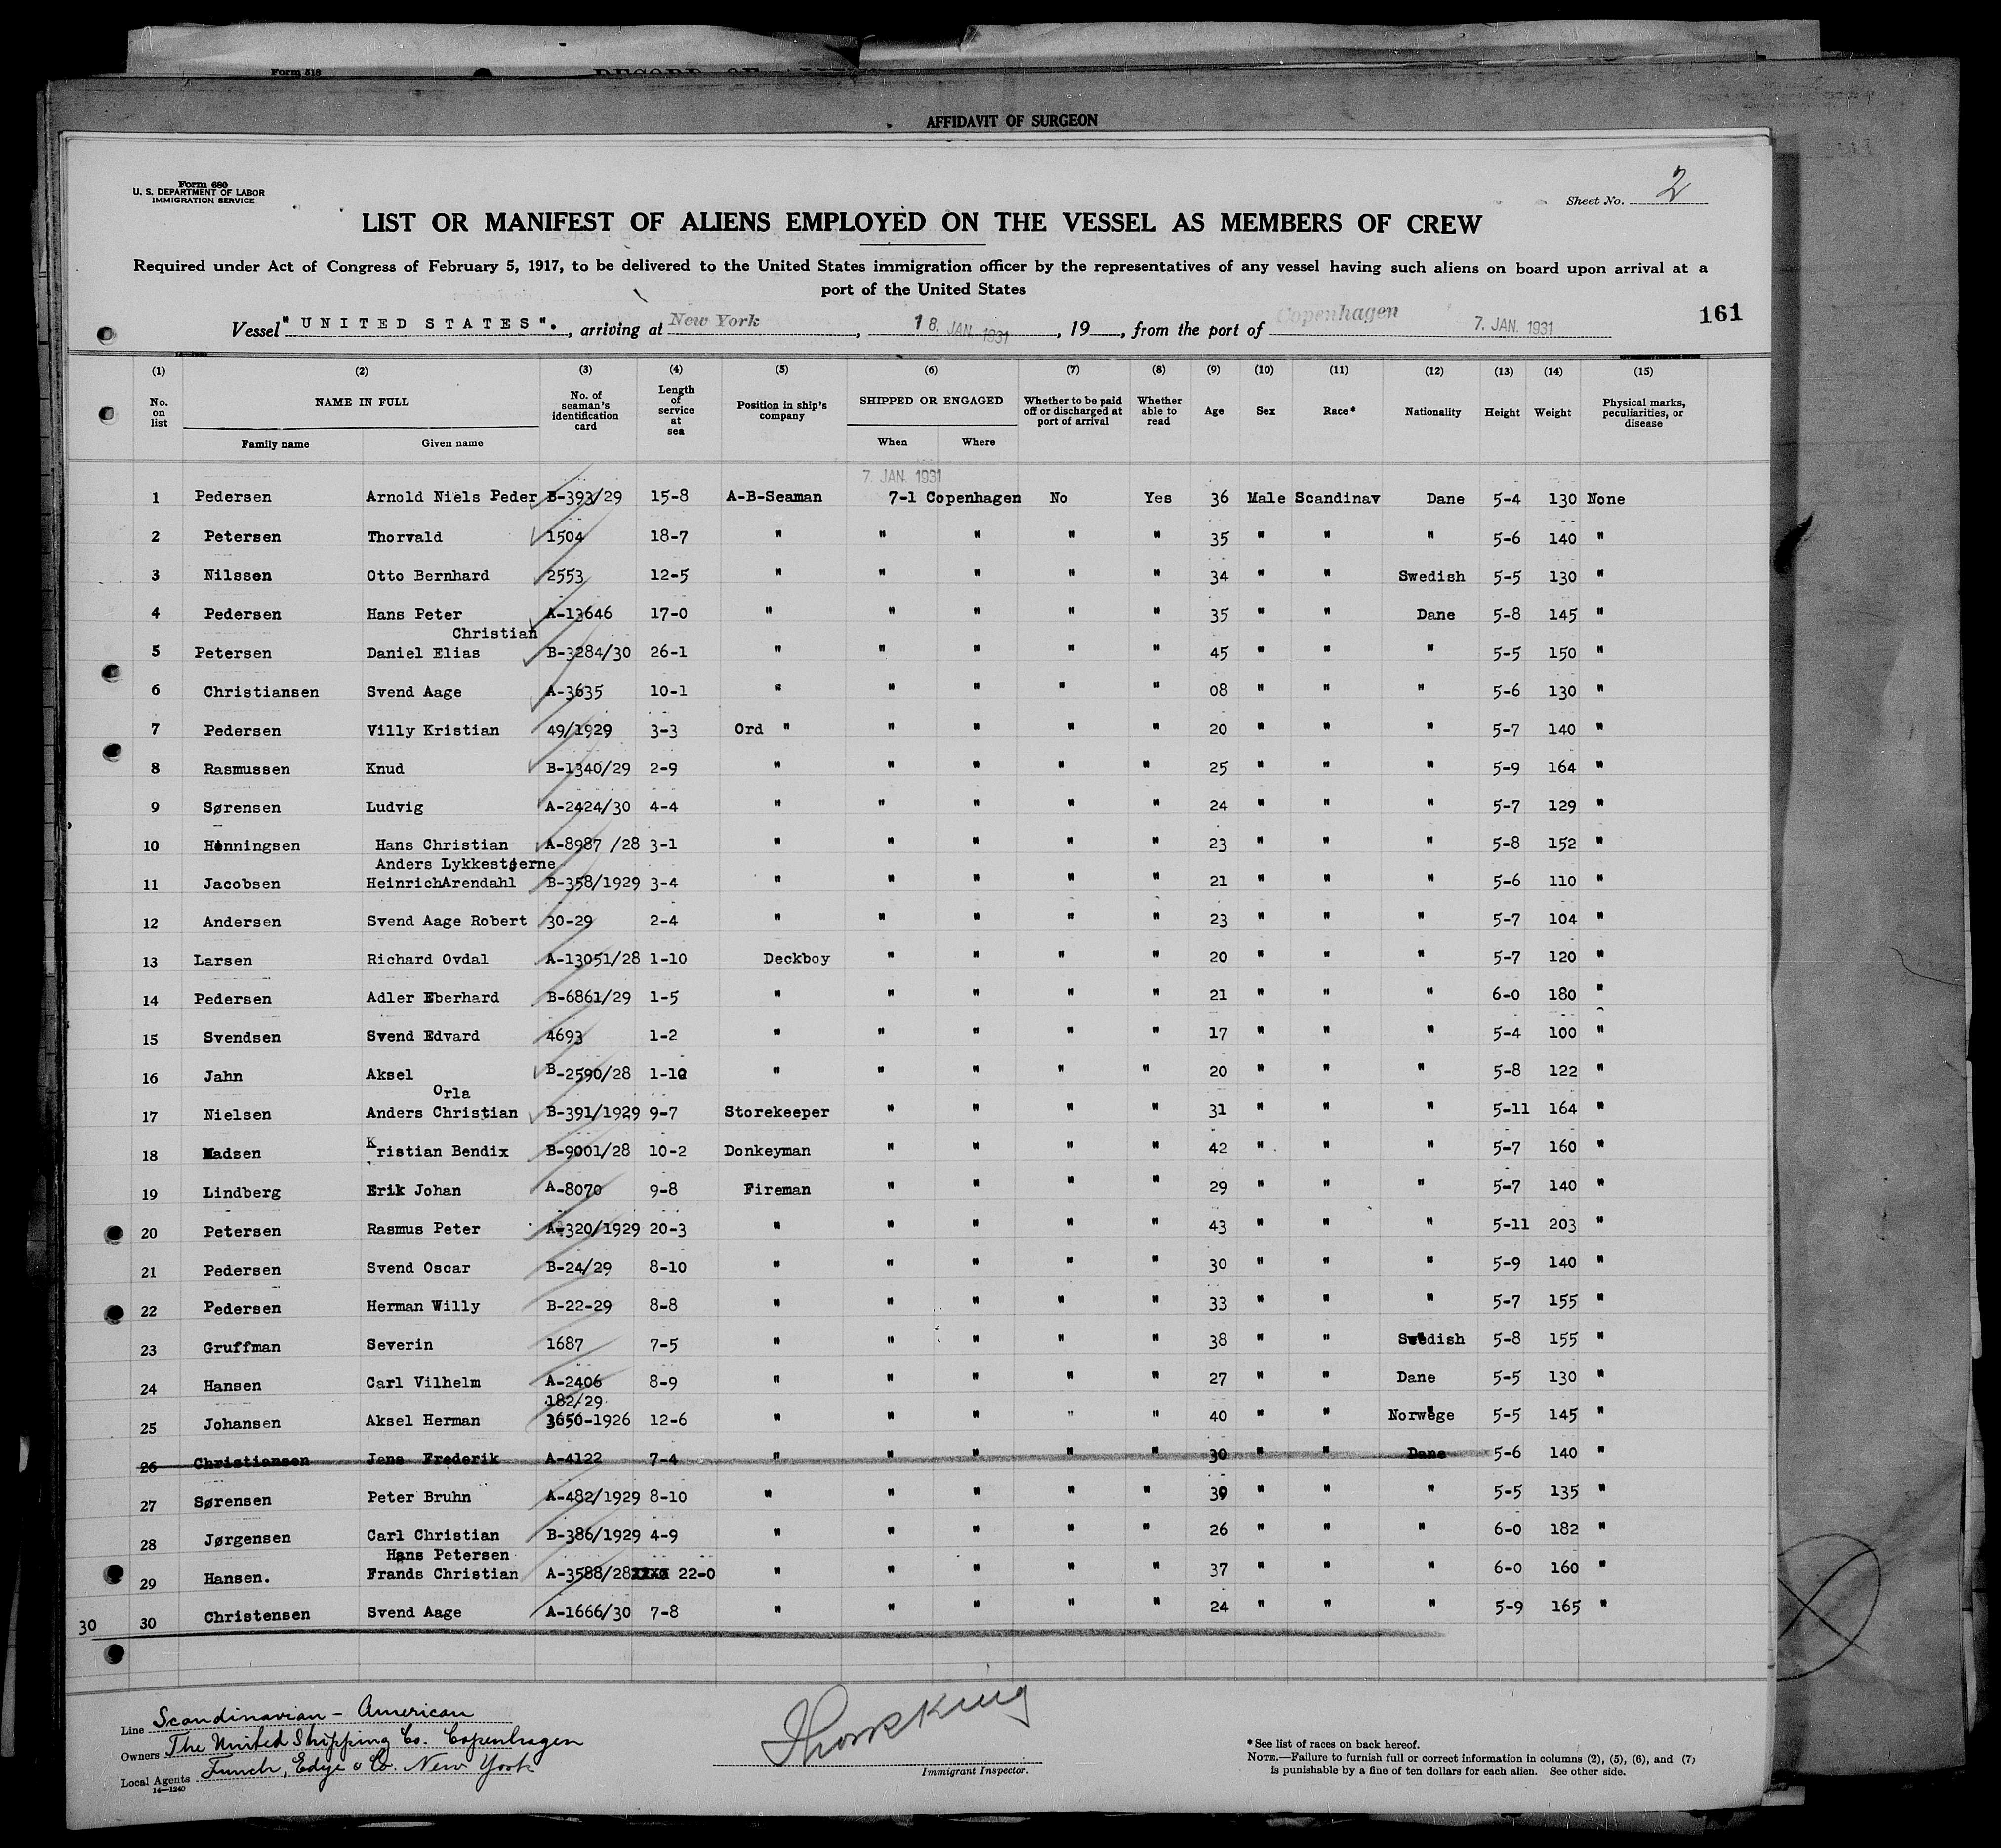 Form 518
AFFIDAVIT OF SURGEON
Form 680
U. S. DEPARTMENT OF LABOR
IMMIGRATION SERVICE
Sheet No. 2
LIST OR MANIFEST OF ALIENS EMPLOYED ON THE VESSEL AS MEMBERS OF CREW
Required under Act of Congress of February 5, 1917, to be delivered to the United States immigration officer by the representatives of any vessel having such aliens on board upon arrival at a
port of the United States
161
Vessel "UNITED STATES"., arriving at New York, 18. JAN. 1931, 19, from the port of Copenhagen 7. JAN. 1931
(1) (2) (3) (4) (5) (6) (7) (8) (9) (10) (11) (12) (13) (14) (15)
No. on list NAME IN FULL Family name Given name No. of seaman's identification card Length of service at sea Position in ship's company SHIPPED OR ENGAGED When Where Whether to be paid off or discharged at port of arrival Whether able to read Age Sex Race* Nationality Height Weight Physical marks, peculiarities, or disease
7. JAN. 1931
1 Pedersen Arnold Niels Peder B-393/29 15-8 A-B-Seaman 7-1 Copenhagen No Yes 36 Male Scandinav Dane 5-4 130 None
2 Petersen Thorvald 1504 18-7 " " " " " 35 " " " 5-6 140 "
3 Nilssen Otto Bernhard 2553 12-5 " " " " " 34 " " Swedish 5-5 130 "
4 Pedersen Hans Peter A-13646 17-0 " " " " " 35 " " Dane 5-8 145 "
Christian
5 Petersen Daniel Elias B-3284/30 26-1 " " " " " 45 " " " 5-5 150 "
6 Christiansen Svend Aage A-3635 10-1 " " " " " 08 " " " 5-6 130 "
7 Pedersen Villy Kristian 49/1929 3-3 Ord " " " " " 20 " " " 5-7 140 "
8 Rasmussen Knud B-1340/29 2-9 " " " " " 25 " " " 5-9 164 "
9 Sørensen Ludvig A-2424/30 4-4 " " " " " 24 " " " 5-7 129 "
10 Henningsen Hans Christian A-8987 /28 3-1 " " " " " 23 " " " 5-8 152 "
Anders Lykkestjerne
11 Jacobsen HeinrichArendahl B-358/1929 3-4 " " " " " 21 " " " 5-6 110 "
12 Andersen Svend Aage Robert 30-29 2-4 " " " " " 23 " " " 5-7 104 "
13 Larsen Richard Ovdal A-13051/28 1-10 Deckboy " " " " 20 " " " 5-7 120 "
14 Pedersen Adler Eberhard B-6861/29 1-5 " " " " " 21 " " " 6-0 180 "
15 Svendsen Svend Edvard 4693 1-2 " " " " " 17 " " " 5-4 100 "
16 Jahn Aksel B-2590/28 1-10 " " " " " 20 " " " 5-8 122 "
Orla
17 Nielsen Anders Christian B-391/1929 9-7 Storekeeper " " " " 31 " " " 5-11 164 "
18 Madsen Kristian Bendix B-9001/28 10-2 Donkeyman " " " " 42 " " " 5-7 160 "
19 Lindberg Erik Johan A-8070 9-8 Fireman " " " " 29 " " " 5-7 140 "
20 Petersen Rasmus Peter A-320/1929 20-3 " " " " " 43 " " " 5-11 203 "
21 Pedersen Svend Oscar B-24/29 8-10 " " " " " 30 " " " 5-9 140 "
22 Pedersen Herman Willy B-22-29 8-8 " " " " " 33 " " " 5-7 155 "
23 Gruffman Severin 1687 7-5 " " " " " 38 " " Swedish 5-8 155 "
24 Hansen Carl Vilhelm A-2406 8-9 " " " " " 27 " " Dane 5-5 130 "
182/29
25 Johansen Aksel Herman 3650-1926 12-6 " " " " " 40 " " Norwege 5-5 145 "
26 Christiansen Jens Frederik A-4122 7-4 " " " " " 30 " " Dane 5-6 140 "
27 Sørensen Peter Bruhn A-482/1929 8-10 " " " " " 39 " " " 5-5 135 "
28 Jørgensen Carl Christian B-386/1929 4-9 " " " " " 26 " " " 6-0 182 "
Hans Petersen
29 Hansen. Frands Christian A-3588/28 22-0 " " " " " 37 " " " 6-0 160 "
30 30 Christensen Svend Aage A-1666/30 7-8 " " " " " 24 " " " 5-9 165 "
Line Scandinavian - American
Owners The United Shipping Co. Copenhagen
Local Agents Funch, Edye & Co. New York
14—1240
Immigrant Inspector.
*See list of races on back hereof.
NOTE.—Failure to furnish full or correct information in columns (2), (5), (6), and (7)
is punishable by a fine of ten dollars for each alien. See other side.